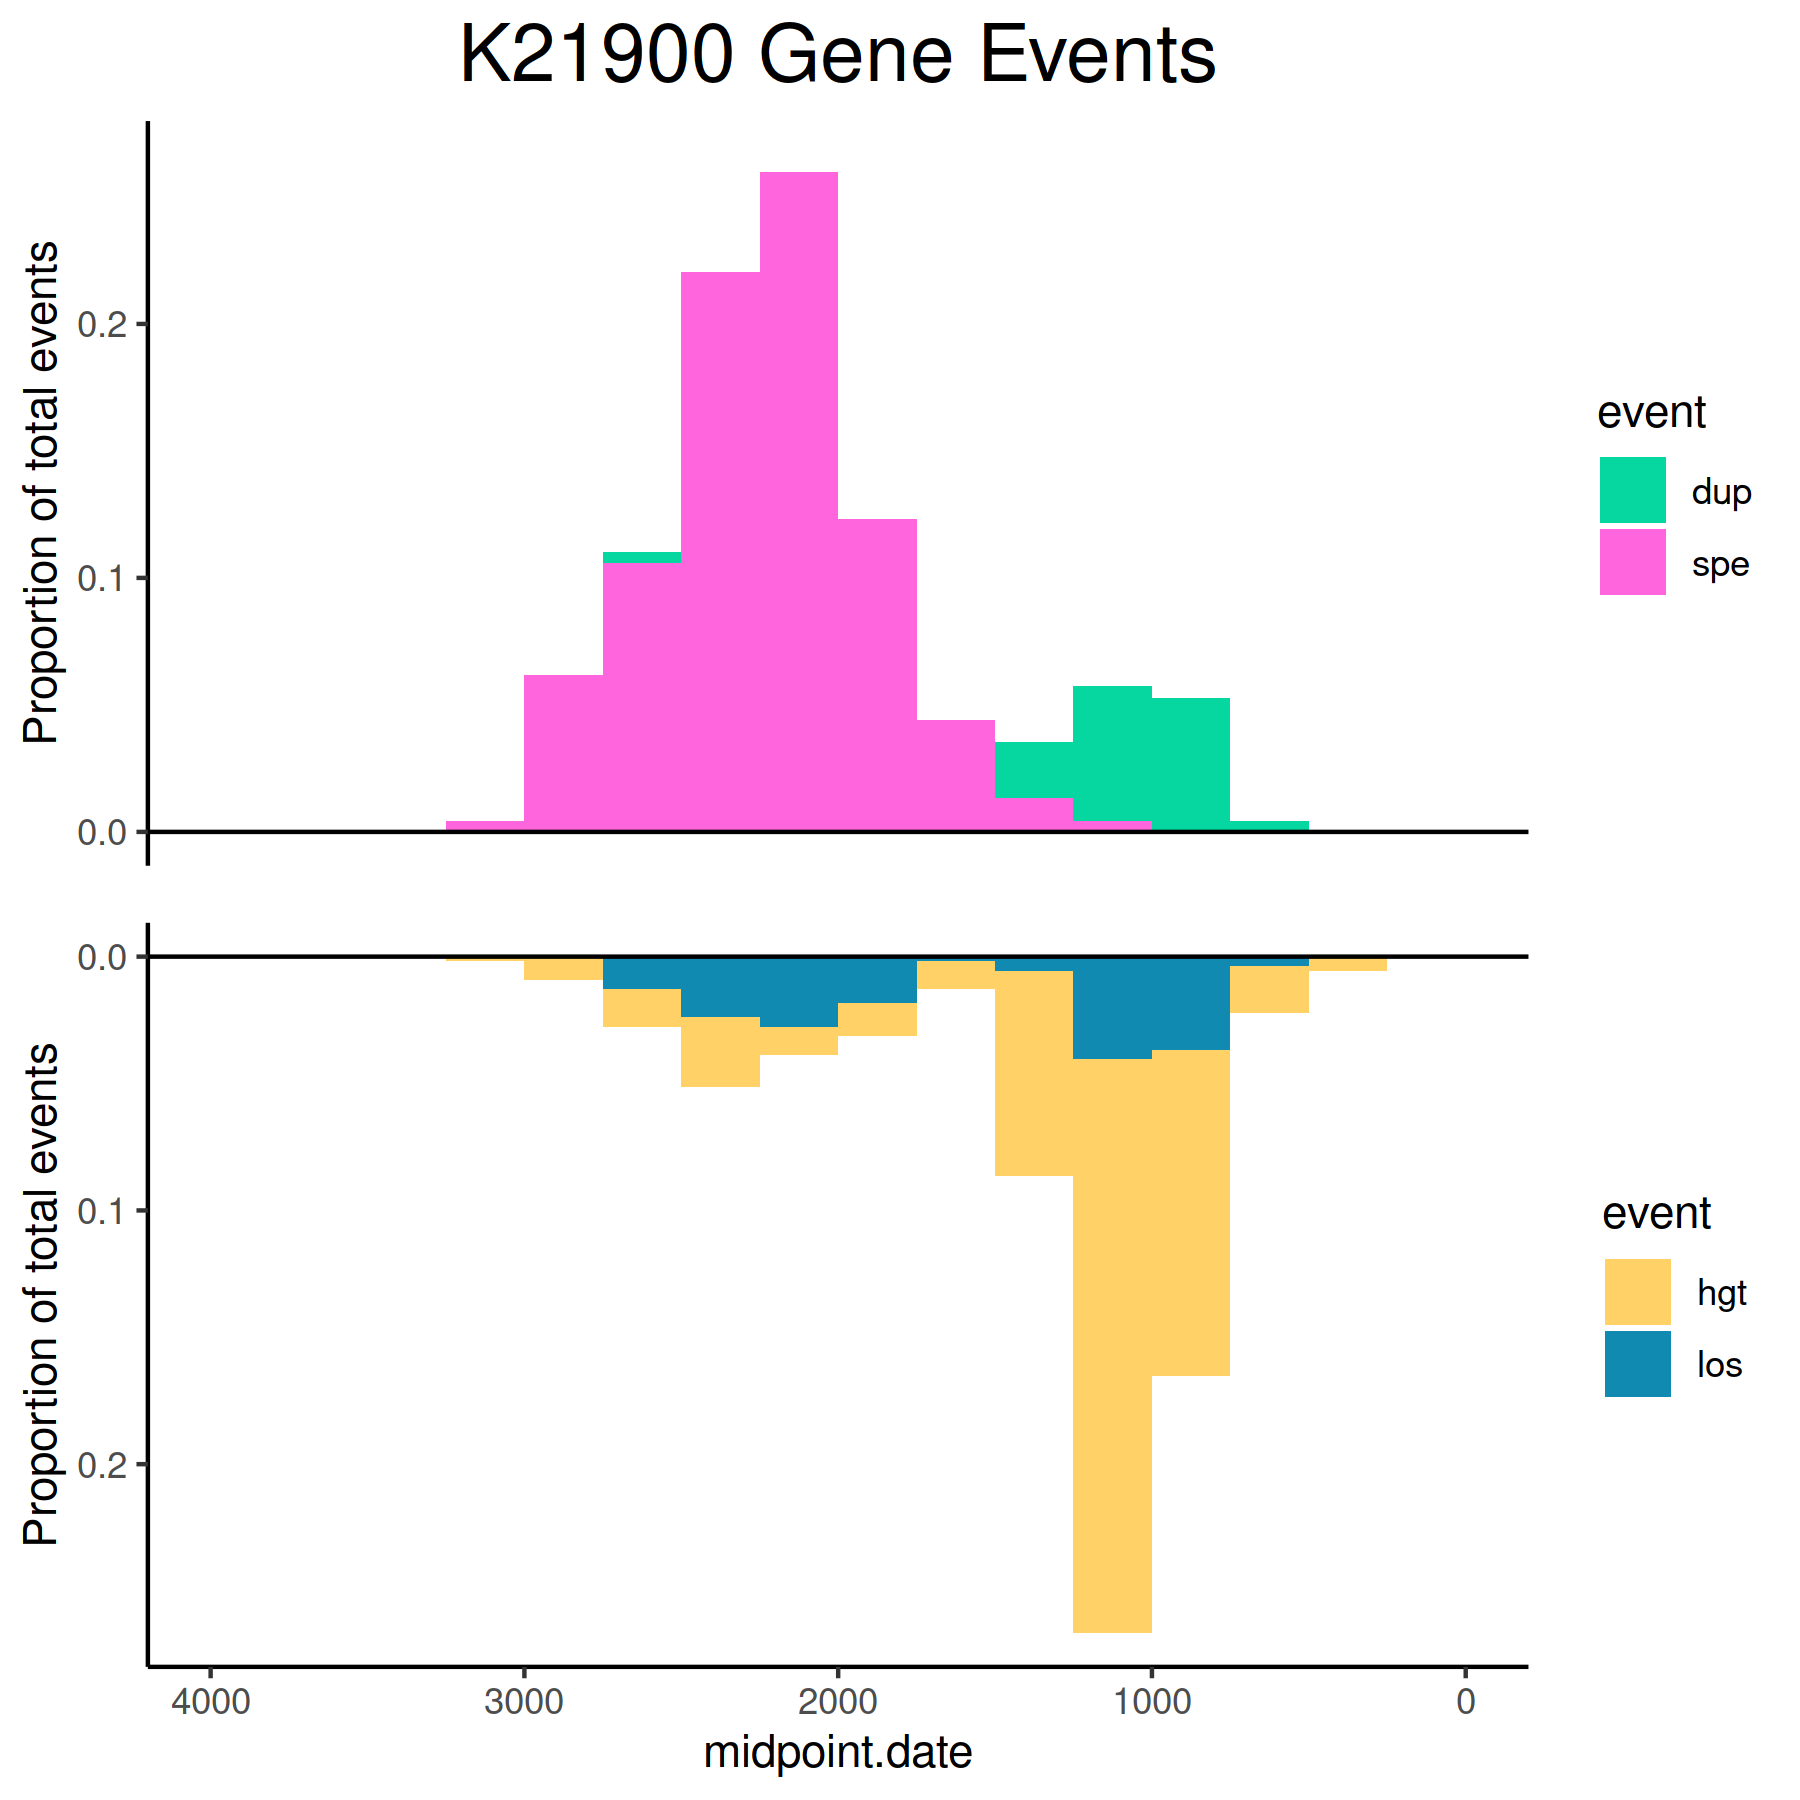 K21900 Gene Events
Proportion of total events
0.2
0.1
0.0
event
dup
spe
Proportion of total events
0.0
0.1
0.2
event
hgt
los
4000 3000 2000 1000 0
midpoint.date